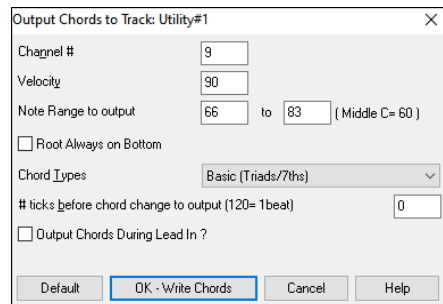 Output Chords to Track: Utility#1
Channel # 9
Velocity 90
Note Range to output 66 to 83 ( Middle C= 60 )
Root Always on Bottom
Chord Types Basic (Triads/7ths)
# ticks before chord change to output (120= 1beat) 0
Output Chords During Lead In ?
Default OK - Write Chords Cancel Help